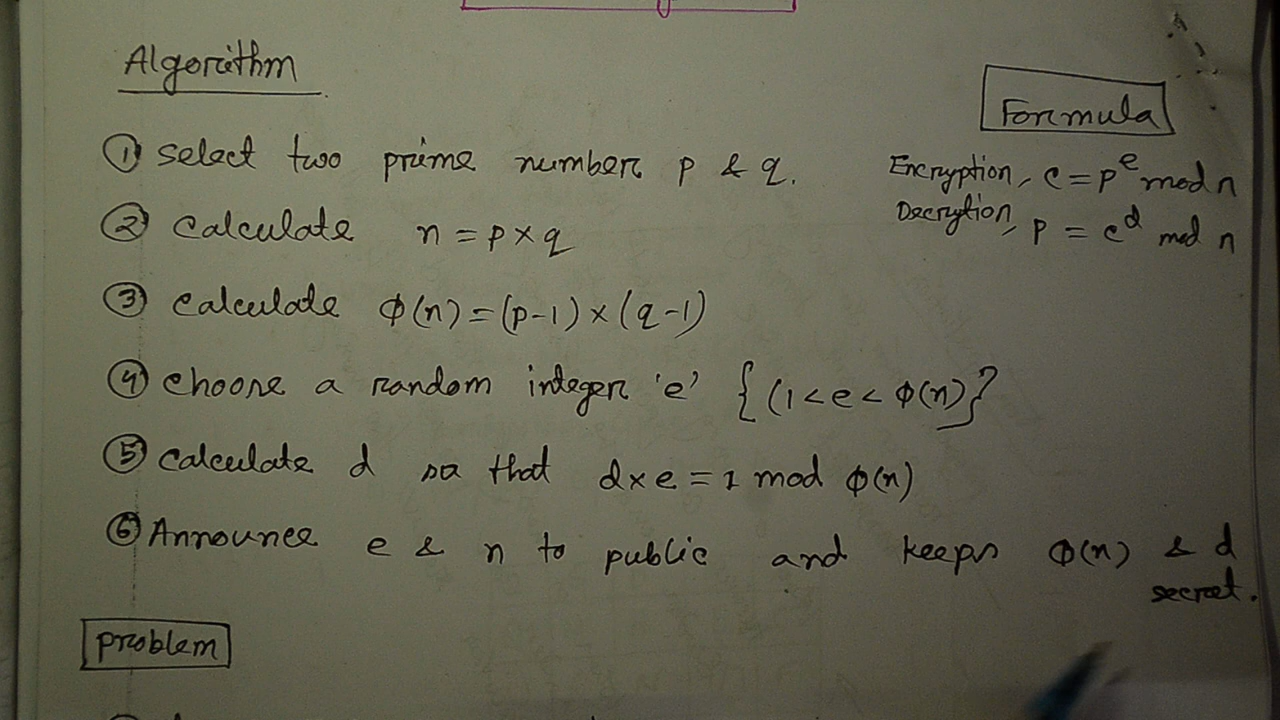 Algorithm
① select two prime number p & q.
② calculate n = p × q
③ calculate ϕ(n) = (p-1) × (q-1)
④ choose a random integer 'e' {(1 < e < ϕ(n)}
⑤ calculate d so that d×e = 1 mod ϕ(n)
⑥ Announce e & n to public and keeps ϕ(n) & d
secret.
Formula
Encryption, c = p^e mod n
Decrytion, p = c^d mod n
problem